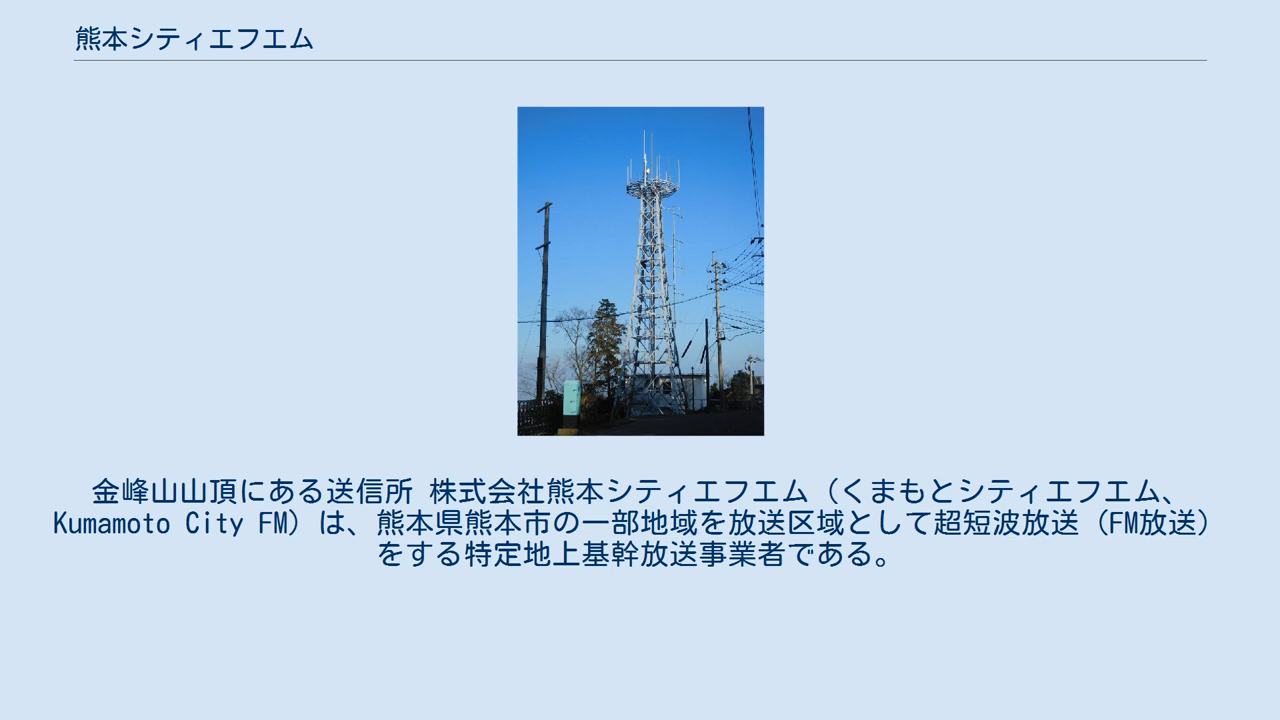 熊本シティエフエム
金峰山山頂にある送信所 株式会社熊本シティエフエム（くまもとシティエフエム、
Kumamoto City FM）は、熊本県熊本市の一部地域を放送区域として超短波放送（FM放送）
をする特定地上基幹放送事業者である。